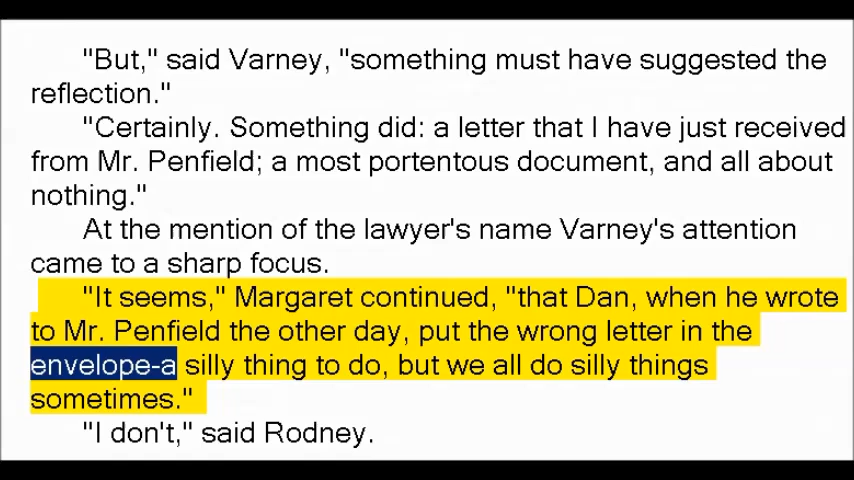 "But," said Varney, "something must have suggested the
reflection."
"Certainly. Something did: a letter that I have just received
from Mr. Penfield; a most portentous document, and all about
nothing."
At the mention of the lawyer's name Varney's attention
came to a sharp focus.
"It seems," Margaret continued, "that Dan, when he wrote
to Mr. Penfield the other day, put the wrong letter in the
envelope-a silly thing to do, but we all do silly things
sometimes."
"I don't," said Rodney.